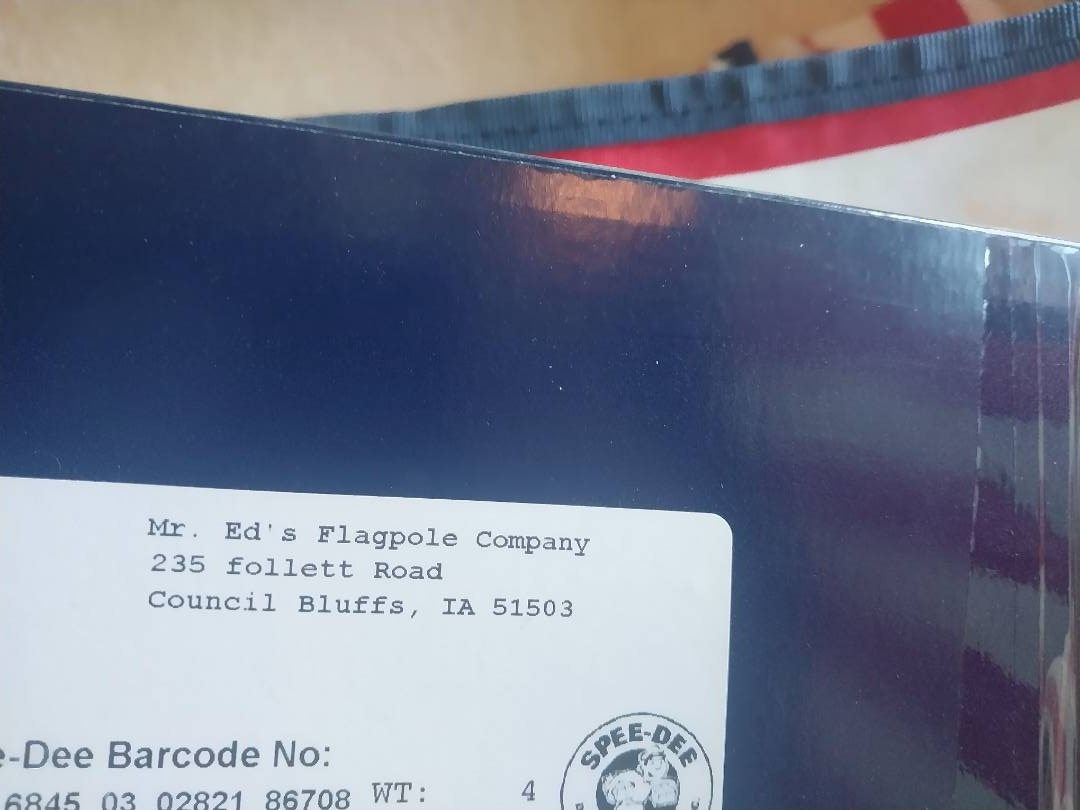 Mr. Ed's Flagpole Company
235 follett Road
Council Bluffs, IA 51503
e-Dee Barcode No:
6845 03 02821 86708 WT: 4
SPEE-DEE